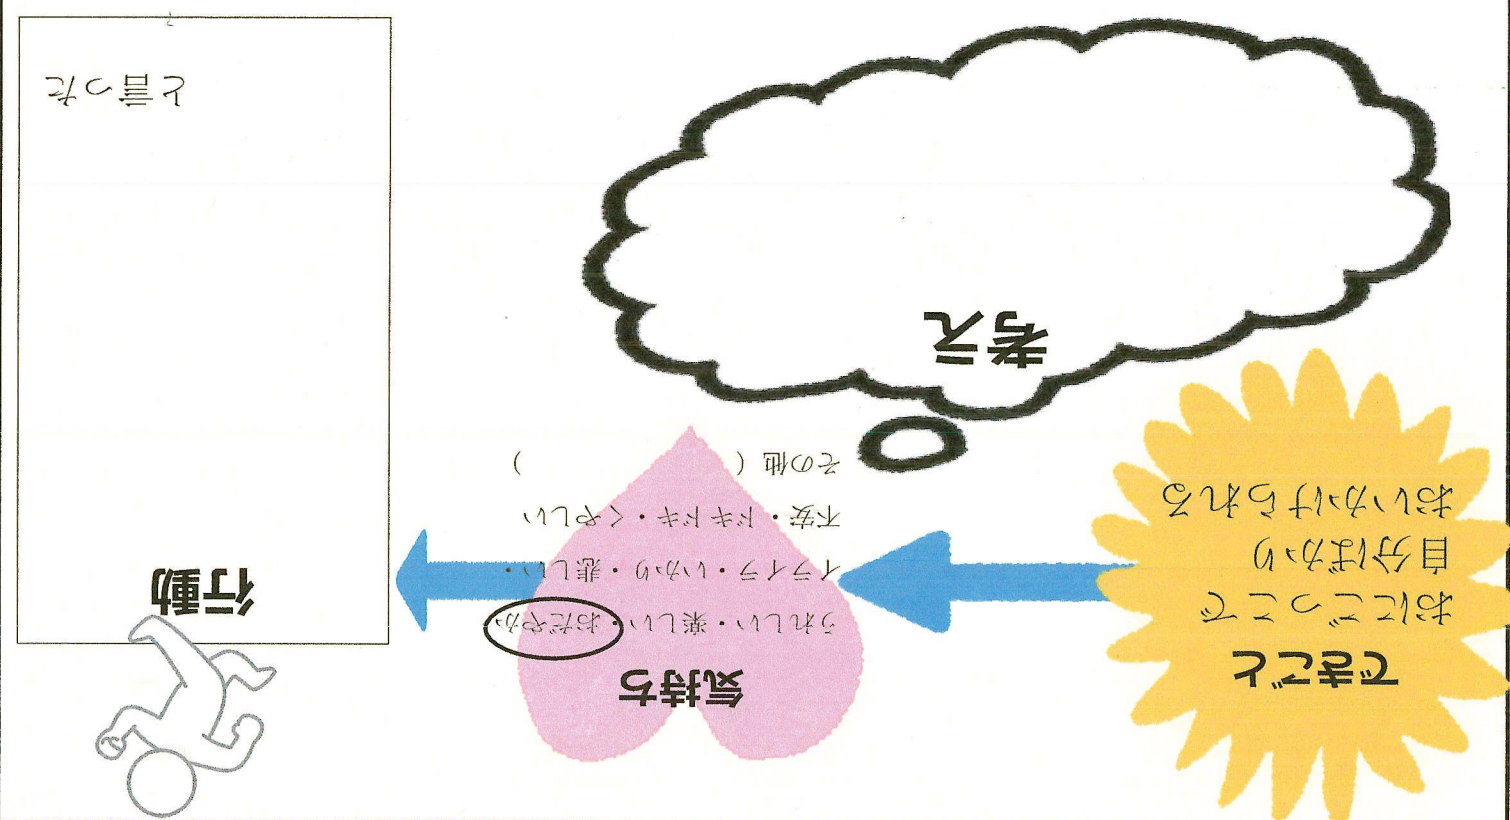 できごと
おにごっこで
自分ばかり
おいかけられる
気持ち
うれしい・楽しい・おだやか
イライラ・いかり・悲しい・
不安・ドキドキ・くやしい
その他（　　　　　　）
考え
行動
と言った